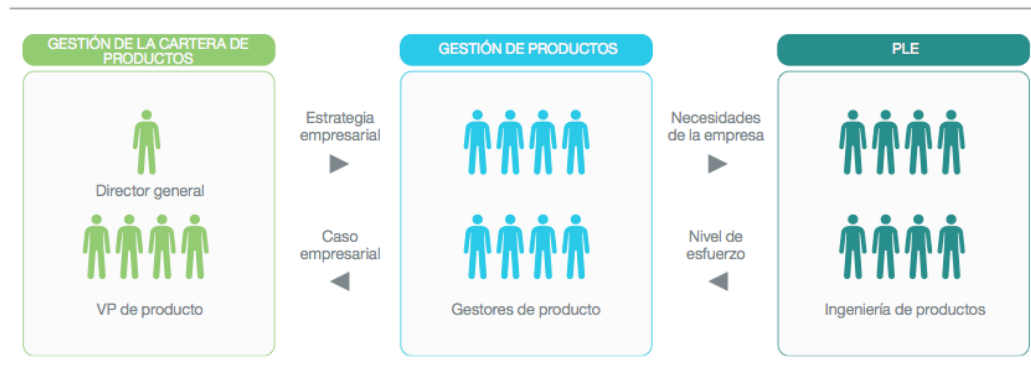 GESTIÓN DE LA CARTERA DE
PRODUCTOS
GESTIÓN DE PRODUCTOS
PLE
Director general
VP de producto
Estrategia
empresarial
Caso
empresarial
Gestores de producto
Necesidades
de la empresa
Nivel de
esfuerzo
Ingeniería de productos